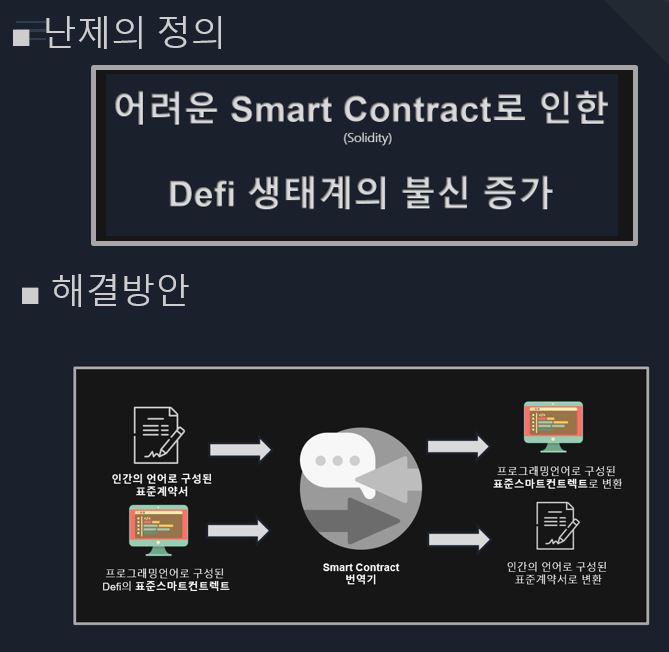 ■ 난제의 정의
어려운 Smart Contract로 인한
(Solidity)
Defi 생태계의 불신 증가
■ 해결방안
인간의 언어로 구성된
표준계약서
프로그래밍언어로 구성된
Defi의 표준스마트컨트렉트
Smart Contract
번역기
프로그래밍언어로 구성된
표준스마트컨트렉트로 변환
인간의 언어로 구성된
표준계약서로 변환